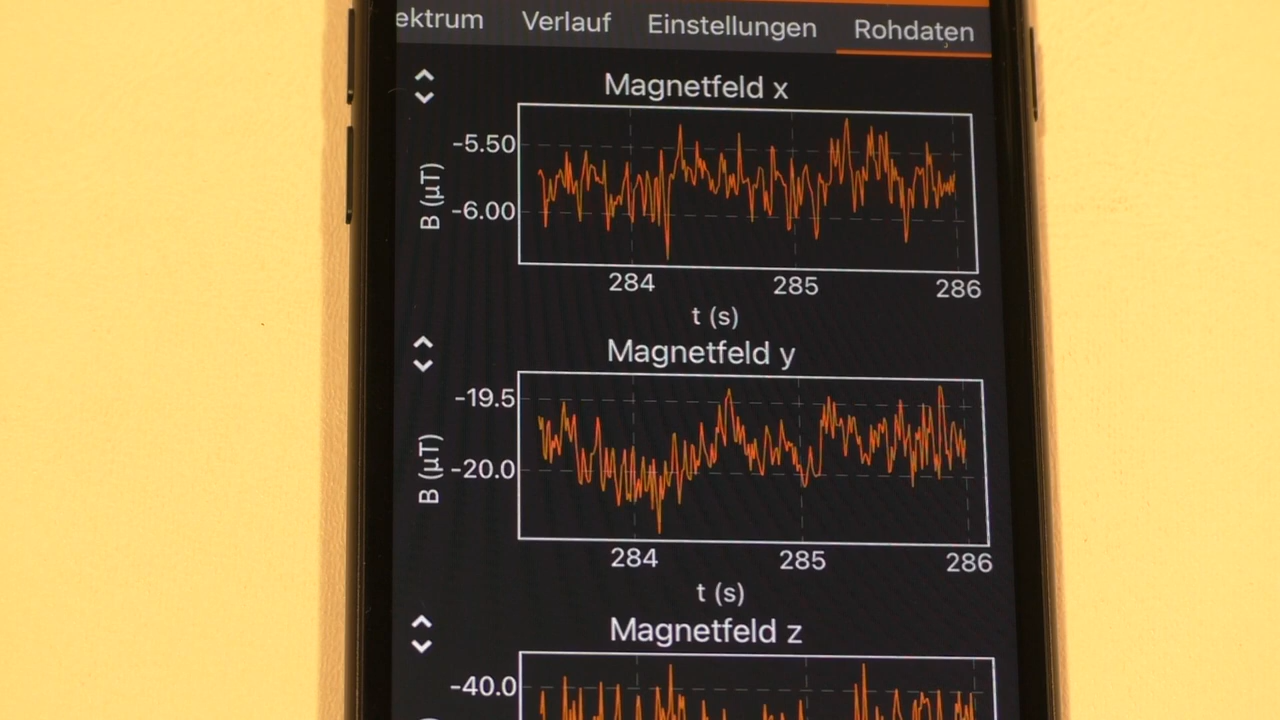 ektrum Verlauf Einstellungen Rohdaten
Magnetfeld x
-5.50
B (µT)
-6.00
284 285 286
t (s)
Magnetfeld y
-19.5
B (µT)
-20.0
284 285 286
t (s)
Magnetfeld z
-40.0